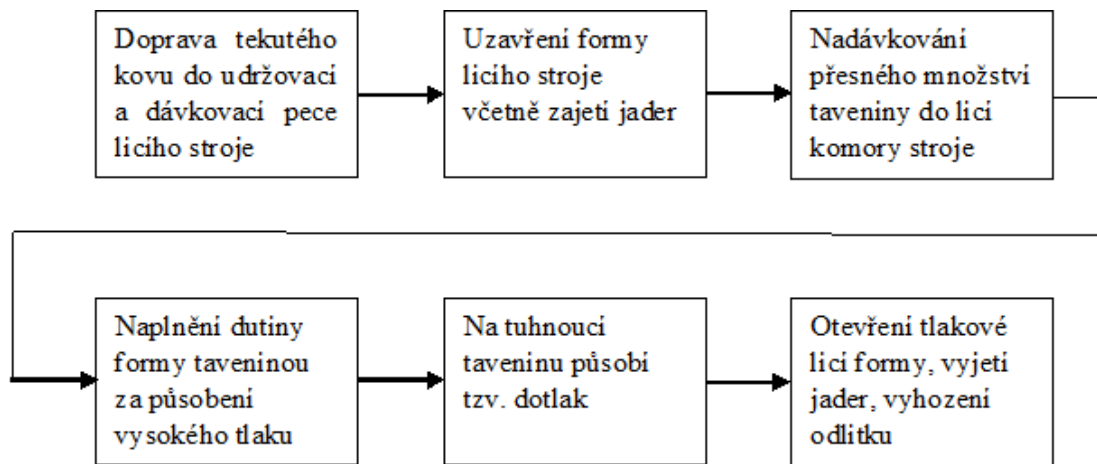 Doprava tekutého
kovu do udržovací
a dávkovací pece
licího stroje
Uzavření formy
licího stroje
včetně zajetí jader
Nadávkování
přesného množství
taveniny do licí
komory stroje
Naplnění dutiny
formy taveninou
za působení
vysokého tlaku
Na tuhnoucí
taveninu působí
tzv. dotlak
Otevření tlakové
licí formy, vyjetí
jader, vyhození
odlitku